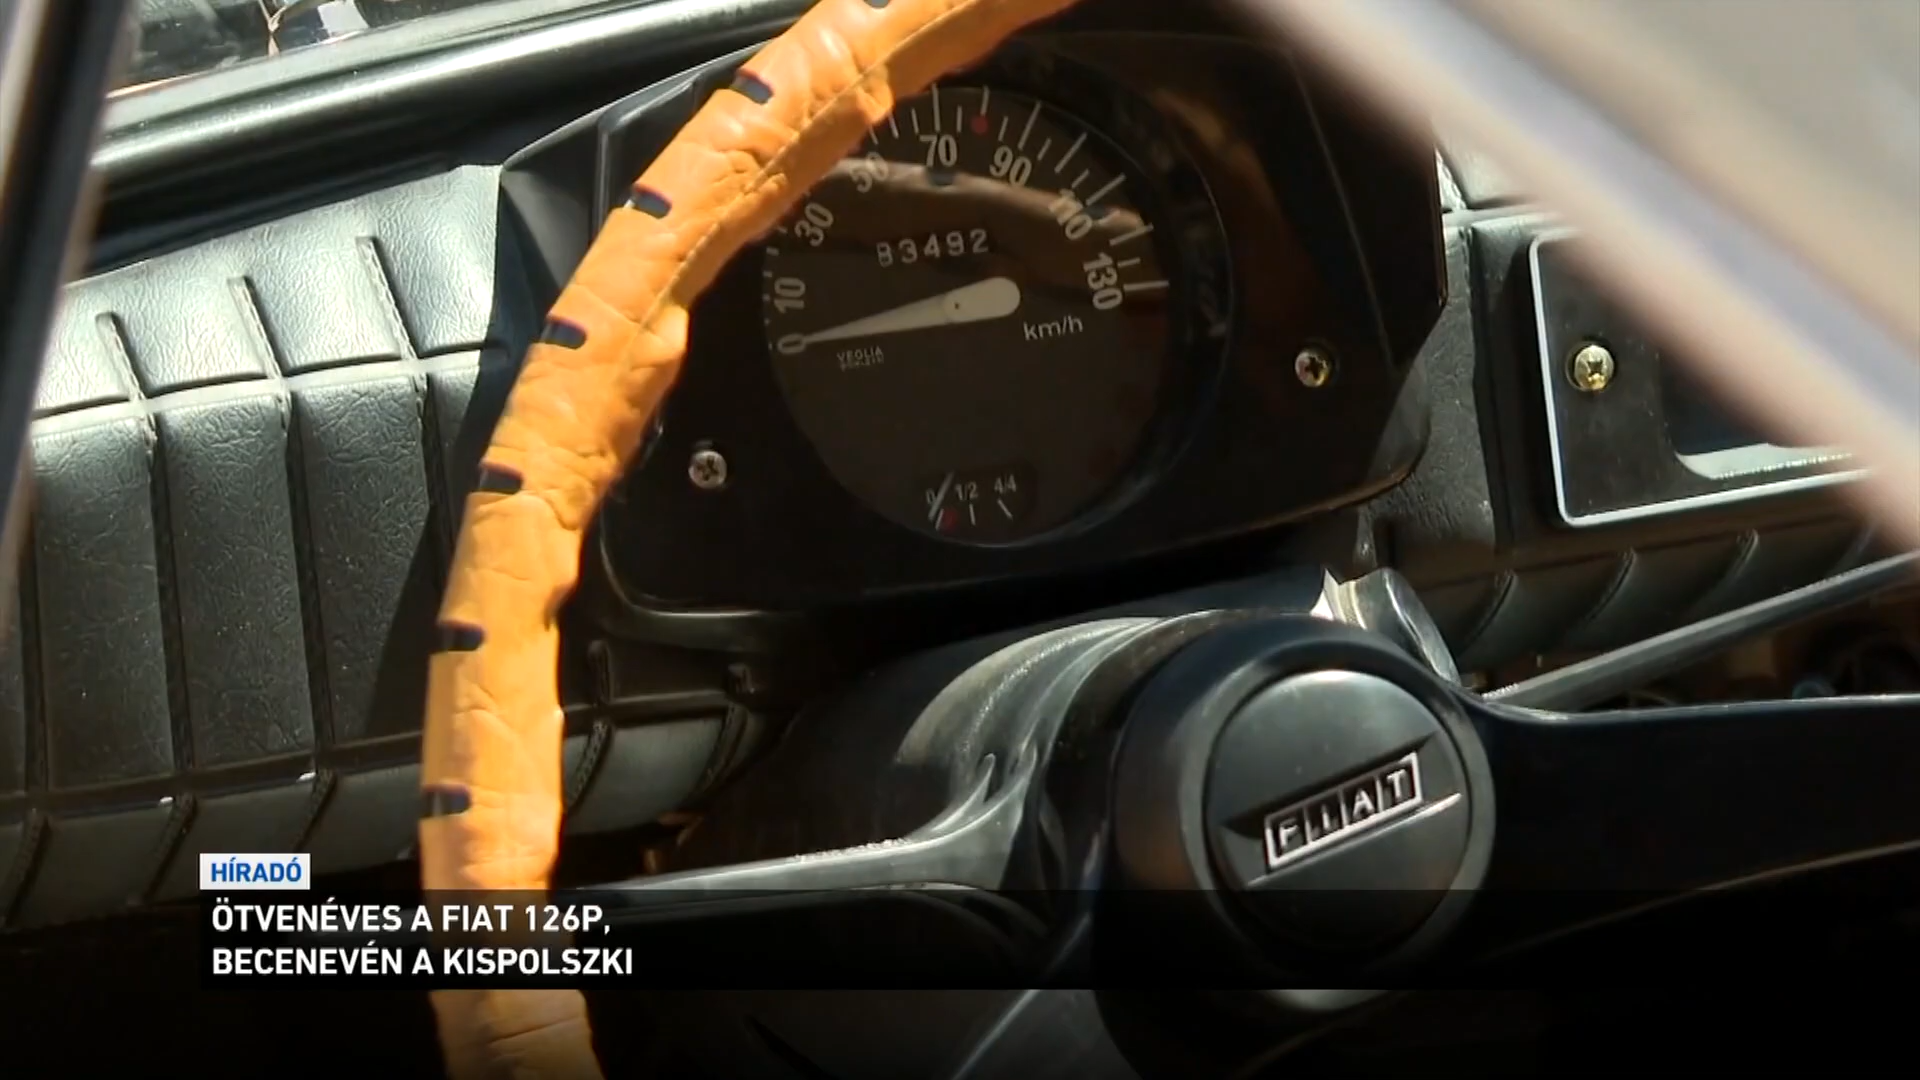 50 70 90
30 110
83492
10 130
km/h
0
VEGLIA
0 1/2 4/4
FIAT
HÍRADÓ
ÖTVENÉVES A FIAT 126P,
BECENEVÉN A KISPOLSZKI